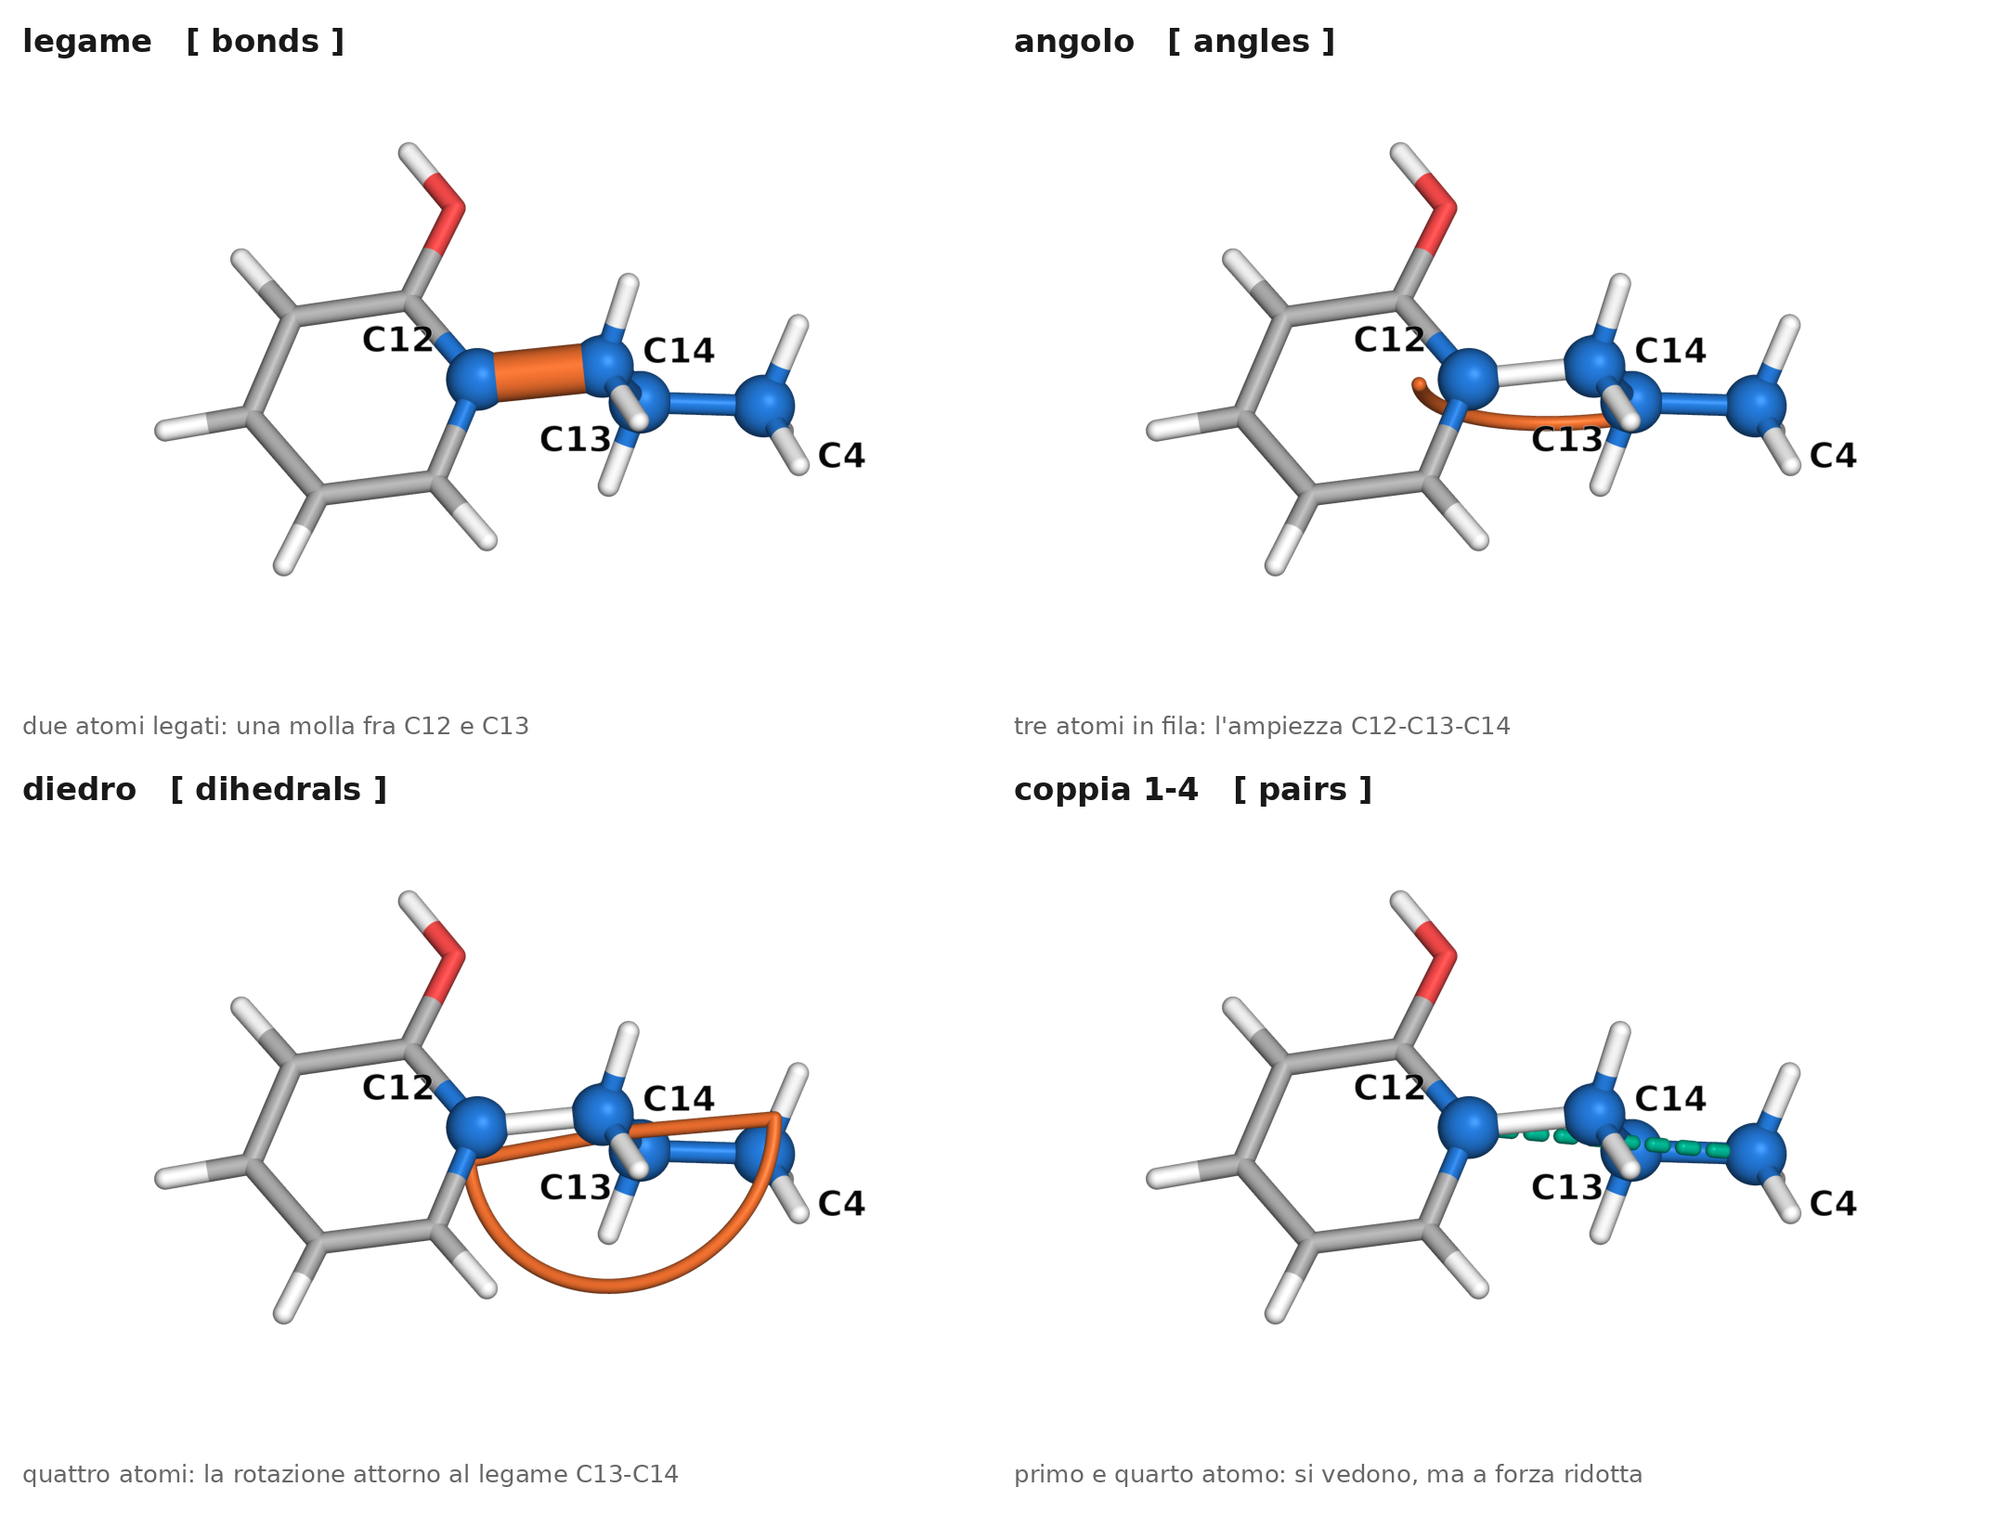 legame [ bonds ]
angolo [ angles ]
C12
C14
C13
C4
C12
C14
C13
C4
due atomi legati: una molla fra C12 e C13
tre atomi in fila: l'ampiezza C12-C13-C14
diedro [ dihedrals ]
coppia 1-4 [ pairs ]
C12
C14
C13
C4
C12
C14
C13
C4
quattro atomi: la rotazione attorno al legame C13-C14
primo e quarto atomo: si vedono, ma a forza ridotta